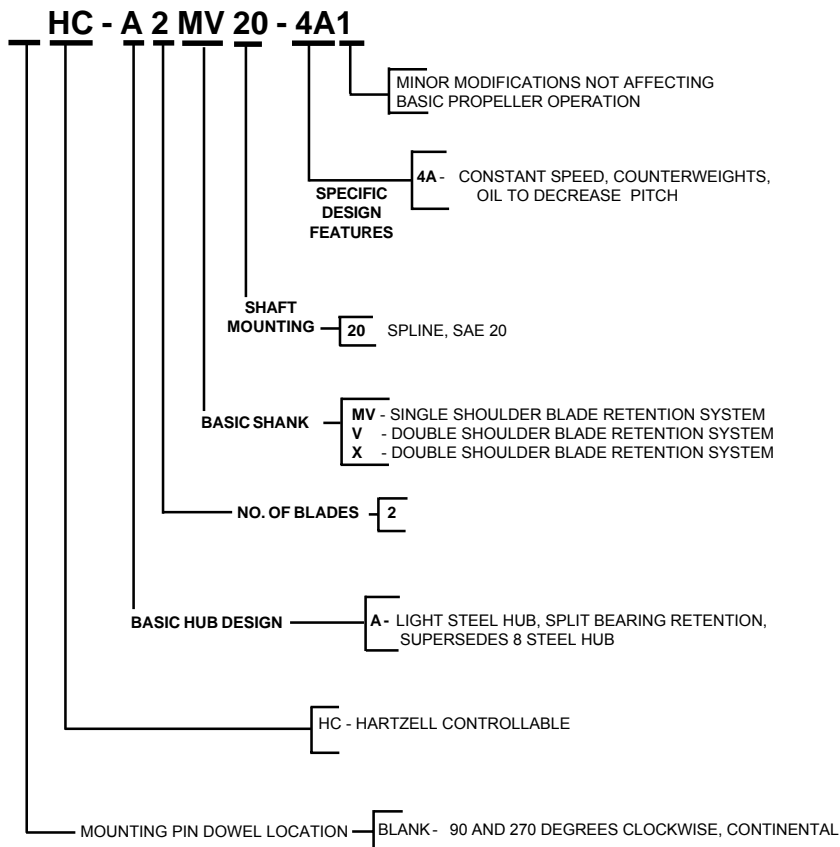 HC - A 2 MV 20 - 4A1
MINOR MODIFICATIONS NOT AFFECTING
BASIC PROPELLER OPERATION
4A - CONSTANT SPEED, COUNTERWEIGHTS,
OIL TO DECREASE PITCH
SPECIFIC
DESIGN
FEATURES
SHAFT
MOUNTING
20 SPLINE, SAE 20
BASIC SHANK
MV - SINGLE SHOULDER BLADE RETENTION SYSTEM
V - DOUBLE SHOULDER BLADE RETENTION SYSTEM
X - DOUBLE SHOULDER BLADE RETENTION SYSTEM
NO. OF BLADES
2
BASIC HUB DESIGN
A - LIGHT STEEL HUB, SPLIT BEARING RETENTION,
SUPERSEDES 8 STEEL HUB
HC - HARTZELL CONTROLLABLE
MOUNTING PIN DOWEL LOCATION
BLANK - 90 AND 270 DEGREES CLOCKWISE, CONTINENTAL